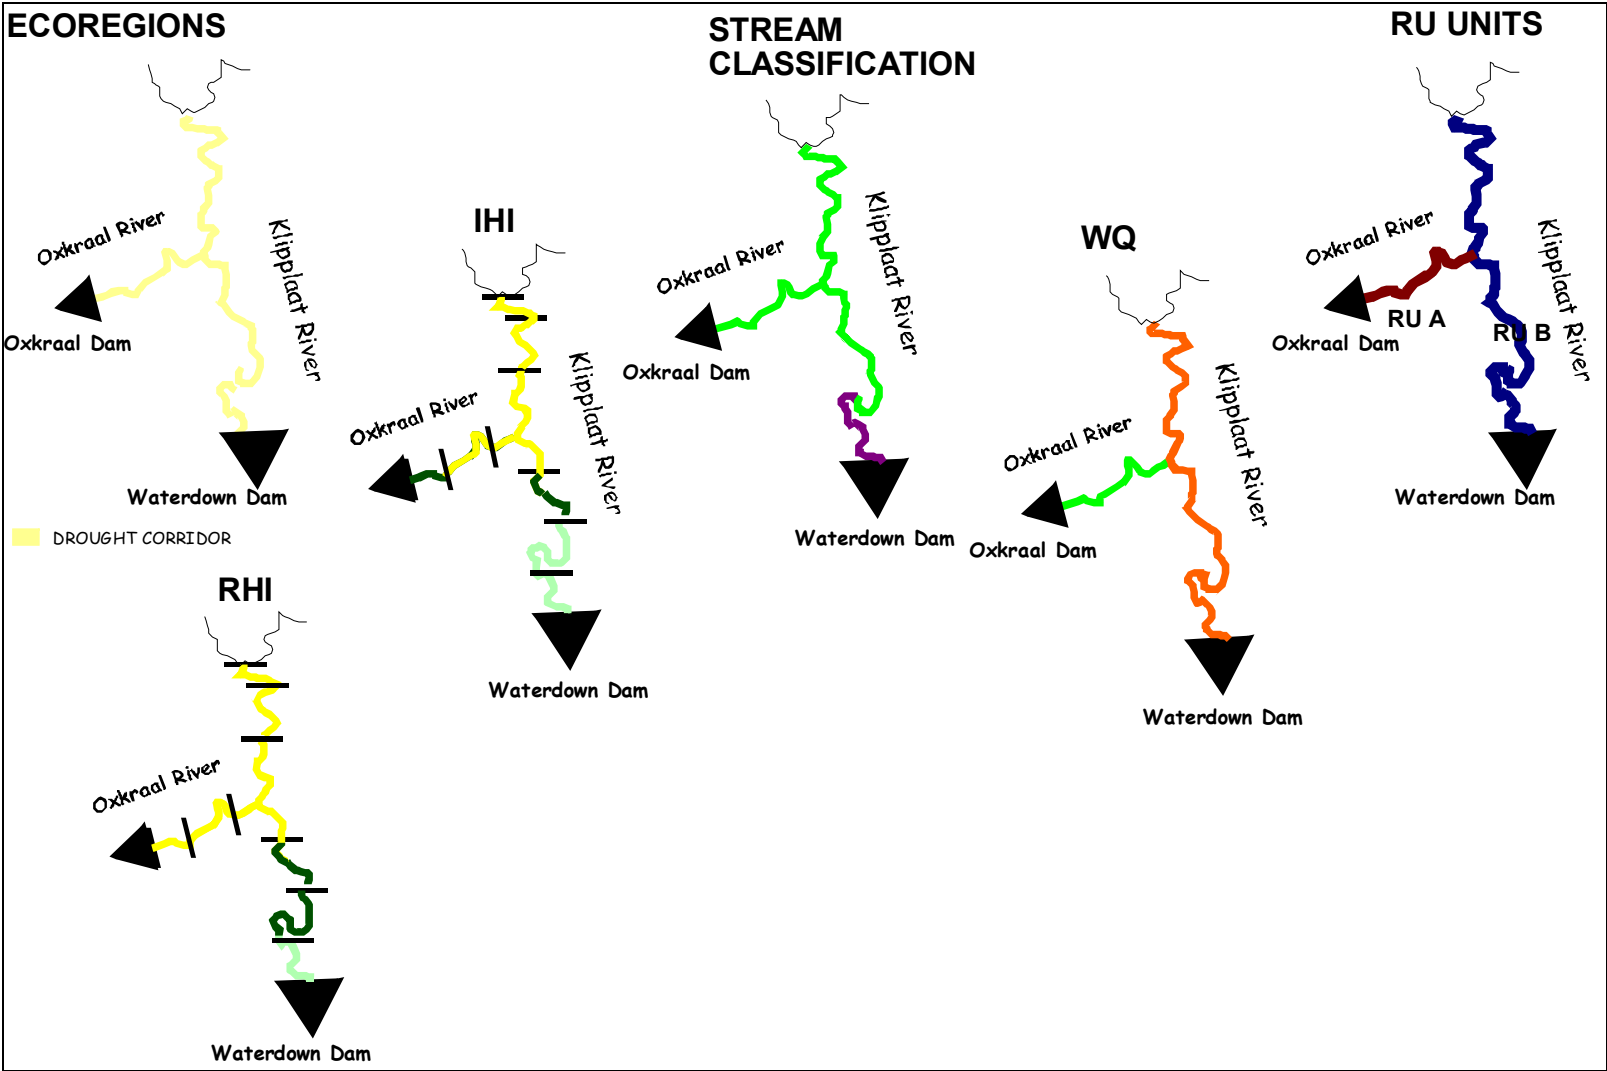 ECOREGIONS
Oxkraal River
Klipplaat River
Oxkraal Dam
Waterdown Dam
DROUGHT CORRIDOR
RHI
Oxkraal River
Waterdown Dam
IHI
Oxkraal River
Klipplaat River
Waterdown Dam
STREAM
CLASSIFICATION
Oxkraal River
Klipplaat River
Oxkraal Dam
Waterdown Dam
WQ
Oxkraal River
Klipplaat River
Oxkraal Dam
Waterdown Dam
RU UNITS
Oxkraal River
Klipplaat River
RU A
RU B
Oxkraal Dam
Waterdown Dam